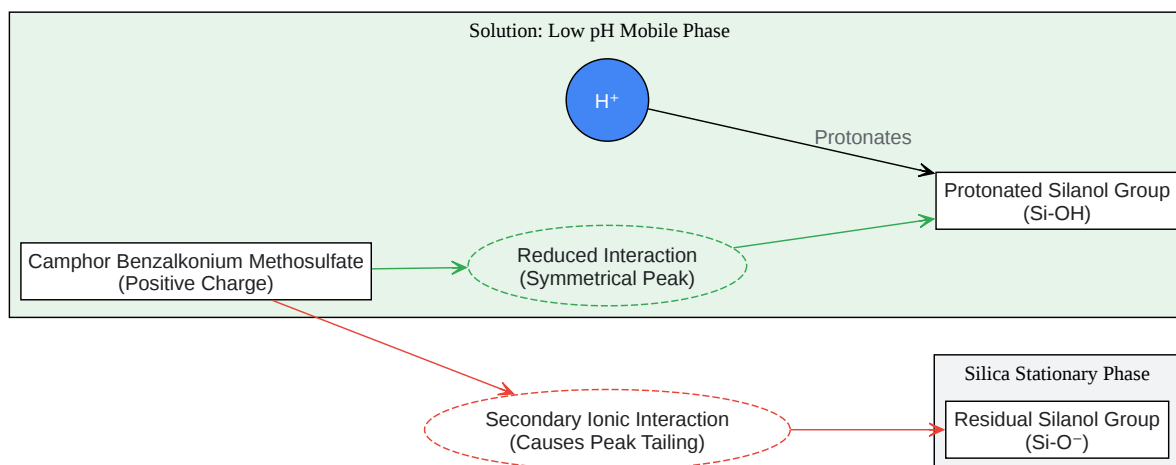 Solution: Low pH Mobile Phase
H⁺
Protonates
Protonated Silanol Group
(Si-OH)
Camphor Benzalkonium Methosulfate
(Positive Charge)
Reduced Interaction
(Symmetrical Peak)
Silica Stationary Phase
Secondary Ionic Interaction
(Causes Peak Tailing)
Residual Silanol Group
(Si-O⁻)